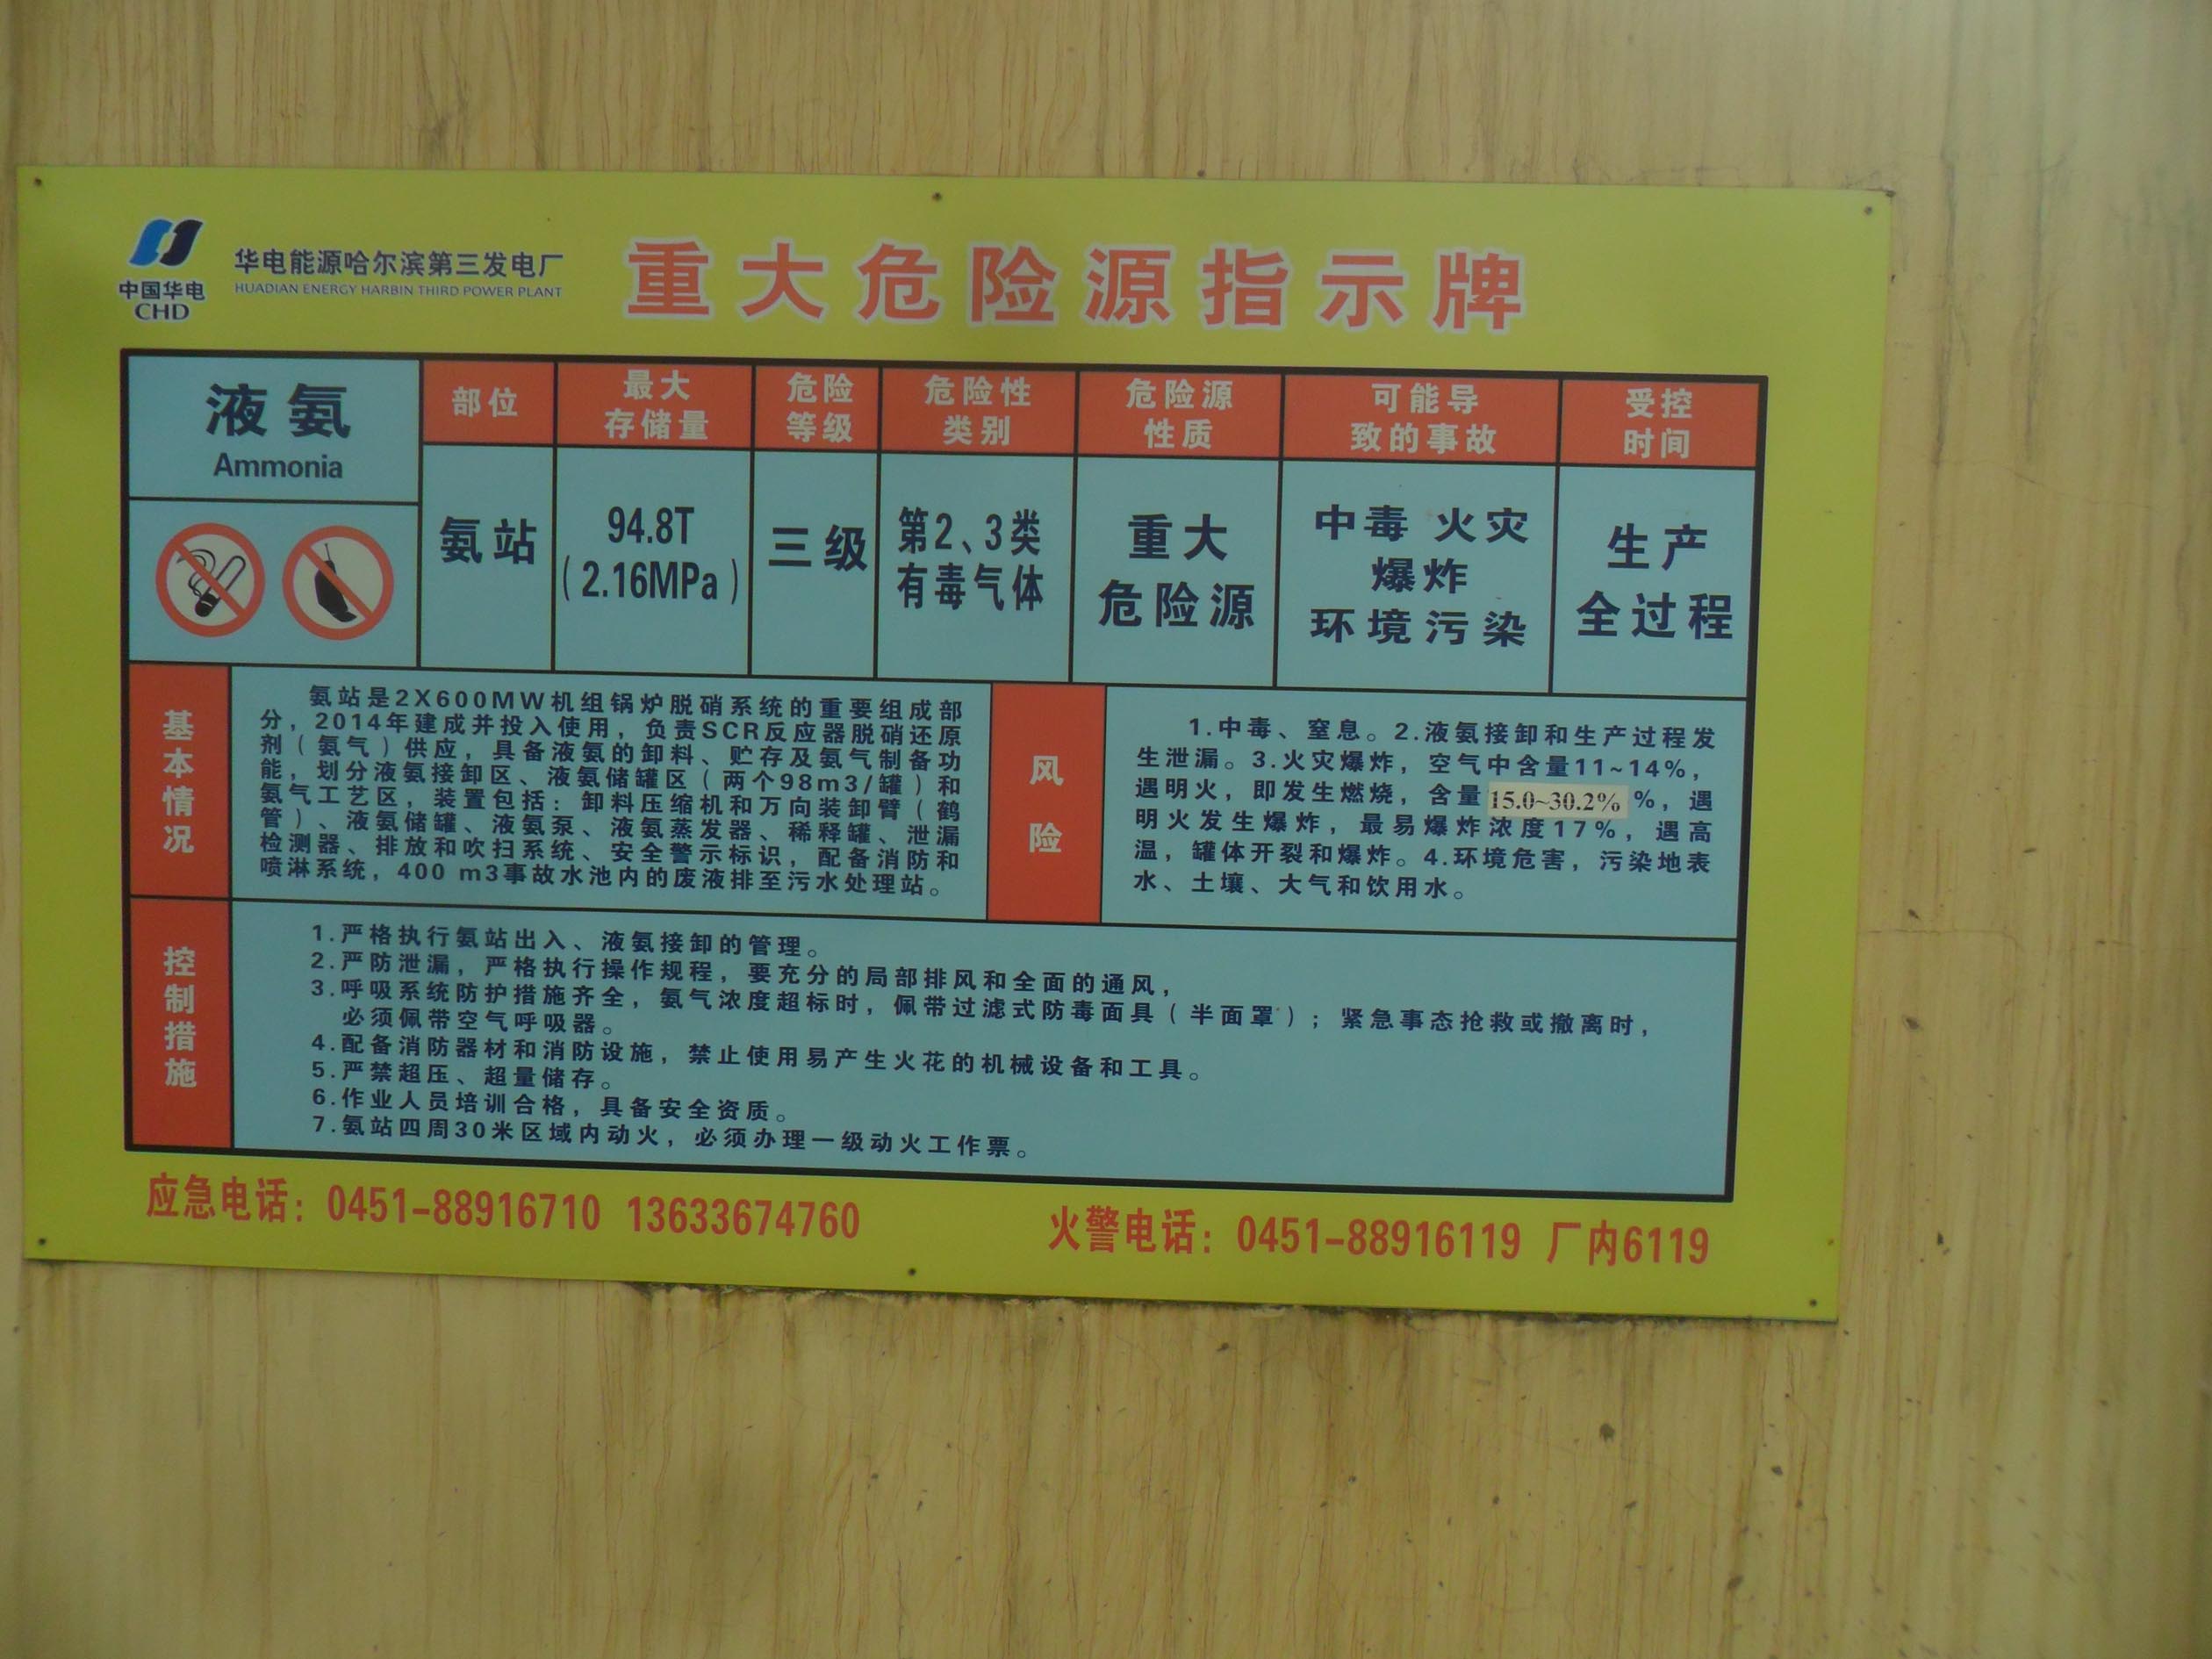 中国华电
CHD
华电能源哈尔滨第三发电厂
HUADIAN ENERGY HARBIN THIRD POWER PLANT
重大危险源指示牌
液氨
Ammonia
部位
最大
存储量
危险
等级
危险性
类别
危险源
性质
可能导
致的事故
受控
时间
氨站
94.8T
(2.16MPa)
三级
第2、3类
有毒气体
重大
危险源
中毒 火灾
爆炸
环境污染
生产
全过程
基本情况
氨站是2X600MW机组锅炉脱硝系统的重要组成部
分，2014年建成并投入使用，负责SCR反应器脱硝还原
剂（氨气）供应，具备液氨的卸料、贮存及氨气制备功
能，划分液氨接卸区、液氨储罐区（两个98m3/罐）和
氨气工艺区，装置包括：卸料压缩机和万向装卸臂（鹤
管）、液氨储罐、液氨泵、液氨蒸发器、稀释罐、泄漏
检测器、排放和吹扫系统、安全警示标识，配备消防和
喷淋系统，400 m3事故水池内的废液排至污水处理站。
风险
1.中毒、窒息。2.液氨接卸和生产过程发
生泄漏。3.火灾爆炸，空气中含量11~14%，
遇明火，即发生燃烧，含量15.0~30.2% %，遇
明火发生爆炸，最易爆炸浓度17%，遇高
温，罐体开裂和爆炸。4.环境危害，污染地表
水、土壤、大气和饮用水。
控制措施
1.严格执行氨站出入、液氨接卸的管理。
2.严防泄漏，严格执行操作规程，要充分的局部排风和全面的通风，
3.呼吸系统防护措施齐全，氨气浓度超标时，佩带过滤式防毒面具（半面罩）；紧急事态抢救或撤离时，
必须佩带空气呼吸器。
4.配备消防器材和消防设施，禁止使用易产生火花的机械设备和工具。
5.严禁超压、超量储存。
6.作业人员培训合格，具备安全资质。
7.氨站四周30米区域内动火，必须办理一级动火工作票。
应急电话：0451-88916710 13633674760
火警电话：0451-88916119 厂内6119